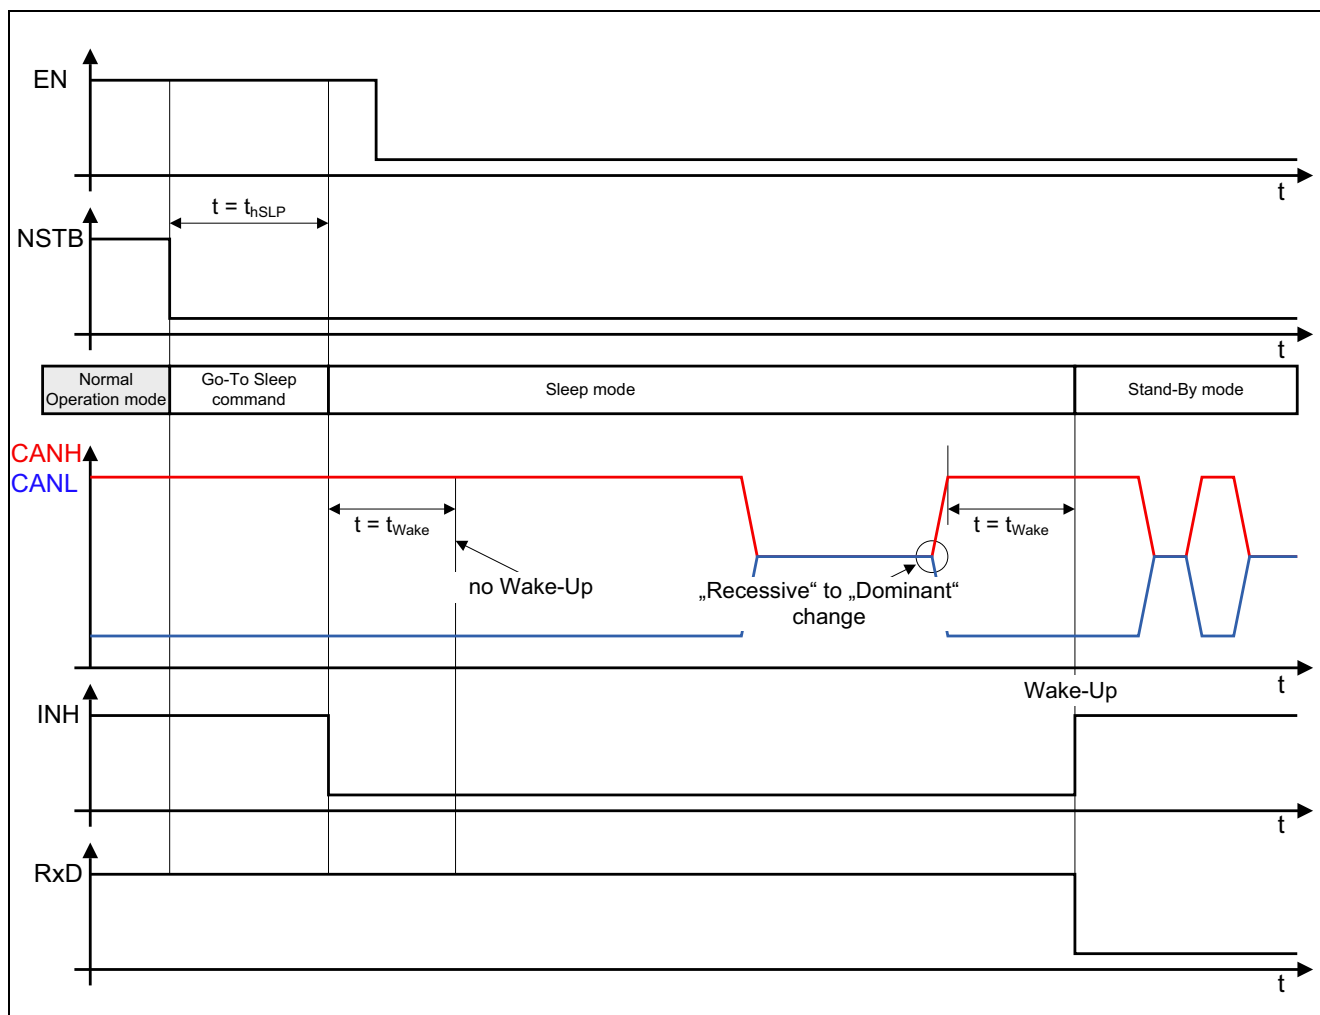 EN
t
t = thSLP
NSTB
t
Normal
Operation mode
Go-To Sleep
command
Sleep mode
Stand-By mode
CANH
CANL
t = tWake
t = tWake
no Wake-Up
„Recessive“ to „Dominant“
change
t
Wake-Up
INH
t
RxD
t